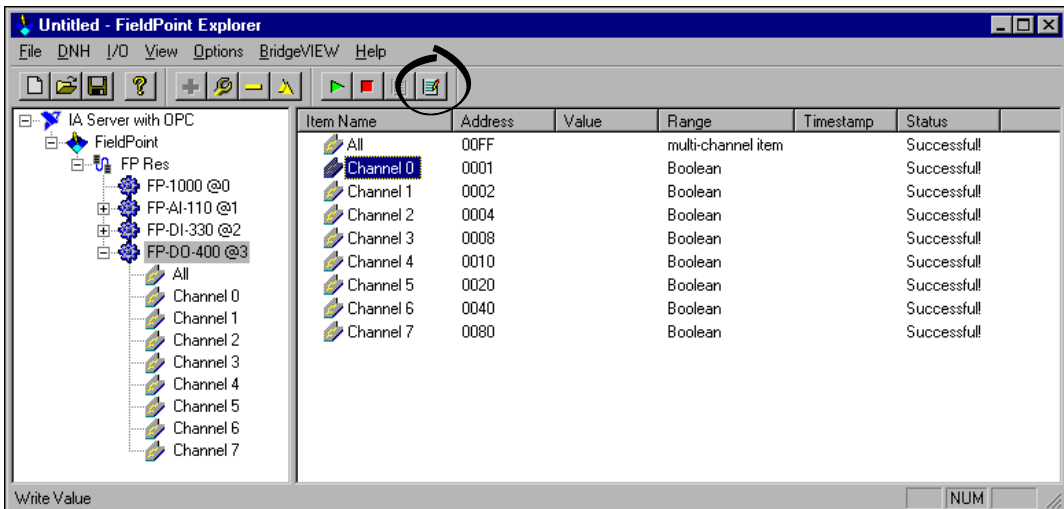 Untitled - FieldPoint Explorer
File DNH I/O View Options BridgeVIEW Help
IA Server with OPC
FieldPoint
FP Res
FP-1000 @0
FP-AI-110 @1
FP-DI-330 @2
FP-DO-400 @3
All
Channel 0
Channel 1
Channel 2
Channel 3
Channel 4
Channel 5
Channel 6
Channel 7
Item Name Address Value Range Timestamp Status
All 00FF multi-channel item Successful!
Channel 0 0001 Boolean Successful!
Channel 1 0002 Boolean Successful!
Channel 2 0004 Boolean Successful!
Channel 3 0008 Boolean Successful!
Channel 4 0010 Boolean Successful!
Channel 5 0020 Boolean Successful!
Channel 6 0040 Boolean Successful!
Channel 7 0080 Boolean Successful!
Write Value NUM